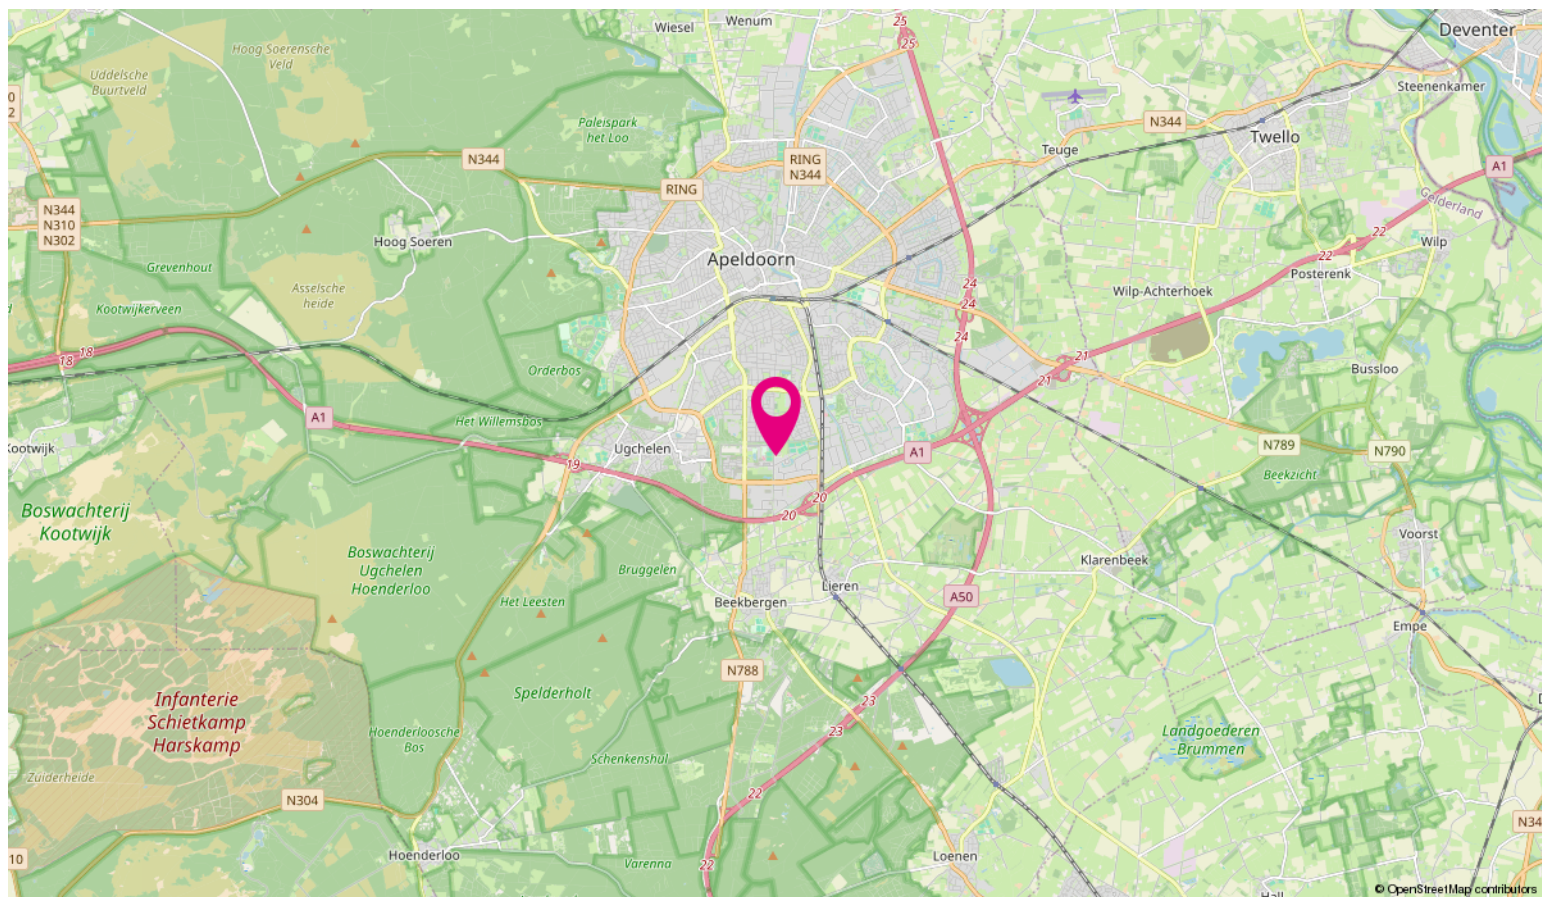 Wiesel
Wenum
25
25
Deventer
Hoog Soerensche
Veld
Uddelsche
Buurtveld
Steenenkamer
0
2
Paleispark
het Loo
N344
Twello
Teuge
N344
RING
N344
A1
RING
Gelderland
N344
N310
N302
Hoog Soeren
22
22
Wilp
Grevenhout
Apeldoorn
Posterenk
Asselsche
heide
24
24
24
Wilp-Achterhoek
Kootwijkerveen
18
18
21
21
Orderbos
Bussloo
A1
Het Willemsbos
Kootwijk
Ugchelen
19
A1
N789
N790
Beekzicht
20
20
Boswachterij
Kootwijk
Voorst
Boswachterij
Ugchelen
Hoenderloo
Bruggelen
Klarenbeek
Lieren
Het Leesten
Beekbergen
A50
Empe
N788
Spelderholt
Infanterie
Schietkamp
Harskamp
23
23
Hoenderloosche
Bos
Landgoederen
Brummen
Schenkenshul
Zuiderheide
22
N304
N34
10
Hoenderloo
Varenna
22
Loenen
Hall
© OpenStreetMap contributors